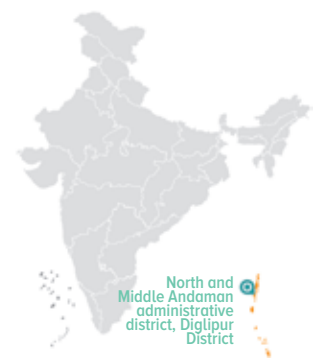 North and
Middle Andaman
administrative
district, Diglipur
District